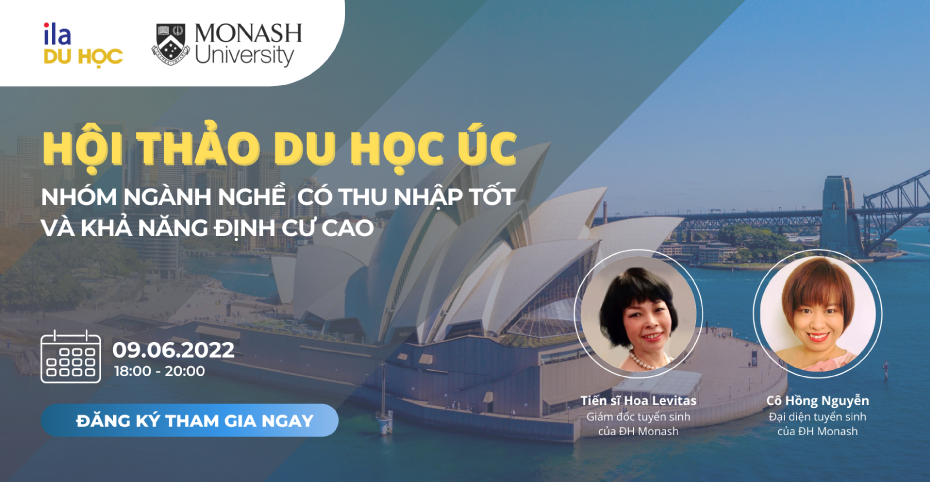 ila
DU HỌC
MONASH
University
HỘI THẢO DU HỌC ÚC
NHÓM NGÀNH NGHỀ CÓ THU NHẬP TỐT
VÀ KHẢ NĂNG ĐỊNH CƯ CAO
09.06.2022
18:00 - 20:00
ĐĂNG KÝ THAM GIA NGAY
Tiến sĩ Hoa Levitas
Giám đốc tuyển sinh
của ĐH Monash
Cô Hồng Nguyễn
Đại diện tuyển sinh
của ĐH Monash